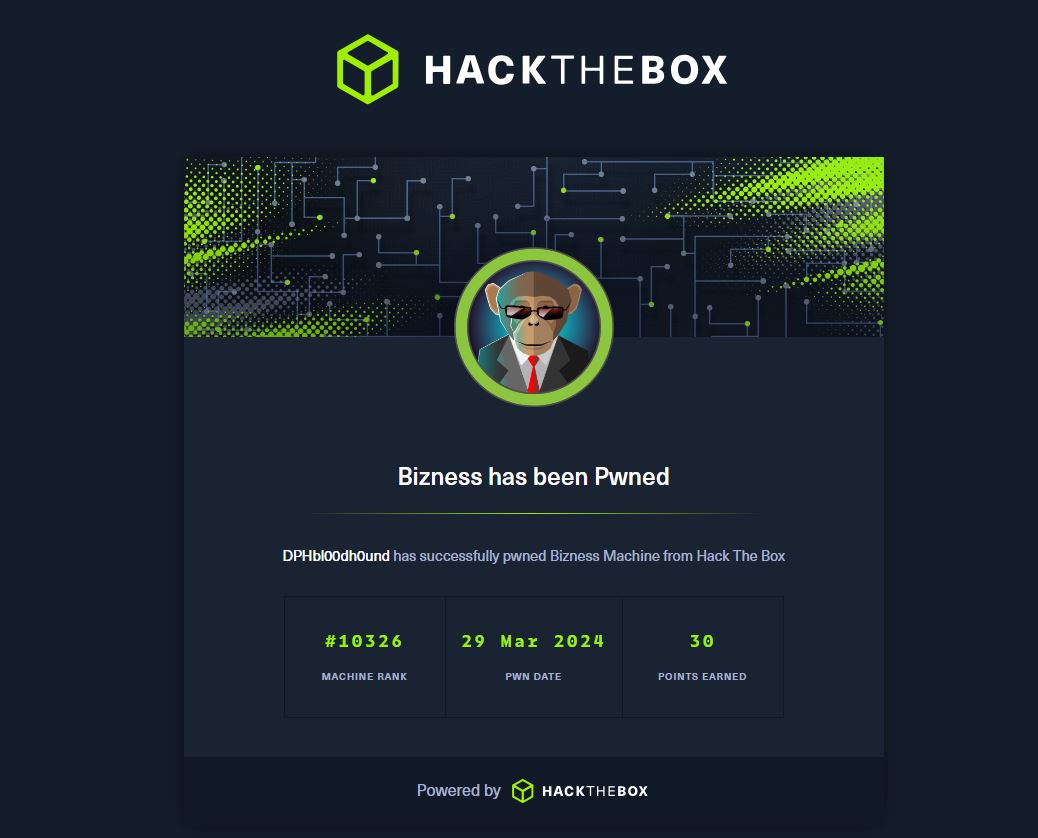 HACKTHEBOX
Bizness has been Pwned
DPHbl00dh0und has successfully pwned Bizness Machine from Hack The Box
#10326 29 Mar 2024 30
MACHINE RANK PWN DATE POINTS EARNED
Powered by HACKTHEBOX